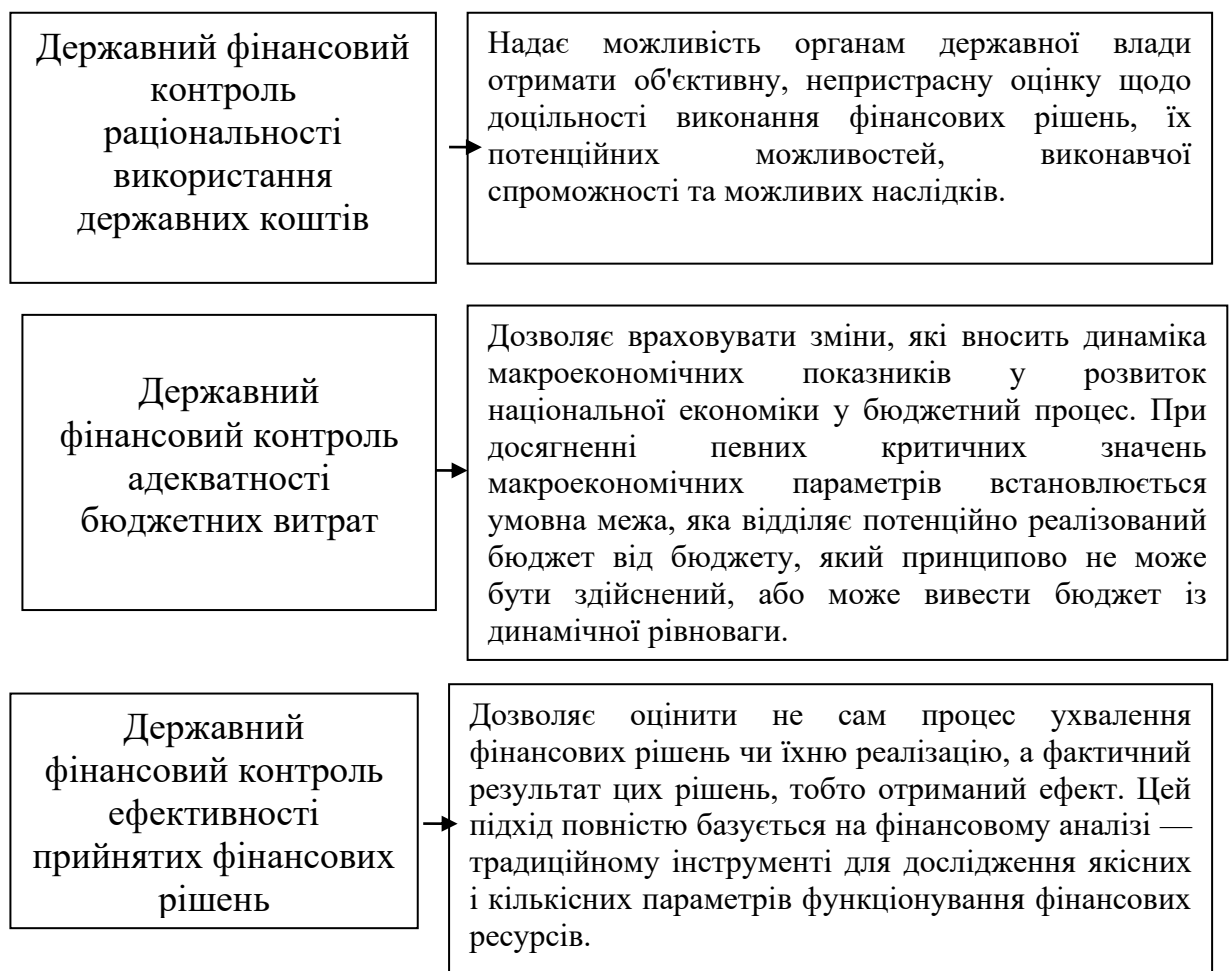 Державний фінансовий
контроль
раціональності
використання
державних коштів
Надає можливість органам державної влади
отримати об'єктивну, непристрасну оцінку щодо
доцільності виконання фінансових рішень, їх
потенційних можливостей, виконавчої
спроможності та можливих наслідків.
Державний
фінансовий контроль
адекватності
бюджетних витрат
Дозволяє враховувати зміни, які вносить динаміка
макроекономічних показників у розвиток
національної економіки у бюджетний процес. При
досягненні певних критичних значень
макроекономічних параметрів встановлюється
умовна межа, яка відділяє потенційно реалізований
бюджет від бюджету, який принципово не може
бути здійснений, або може вивести бюджет із
динамічної рівноваги.
Державний
фінансовий контроль
ефективності
прийнятих фінансових
рішень
Дозволяє оцінити не сам процес ухвалення
фінансових рішень чи їхню реалізацію, а фактичний
результат цих рішень, тобто отриманий ефект. Цей
підхід повністю базується на фінансовому аналізі —
традиційному інструменті для дослідження якісних
і кількісних параметрів функціонування фінансових
ресурсів.